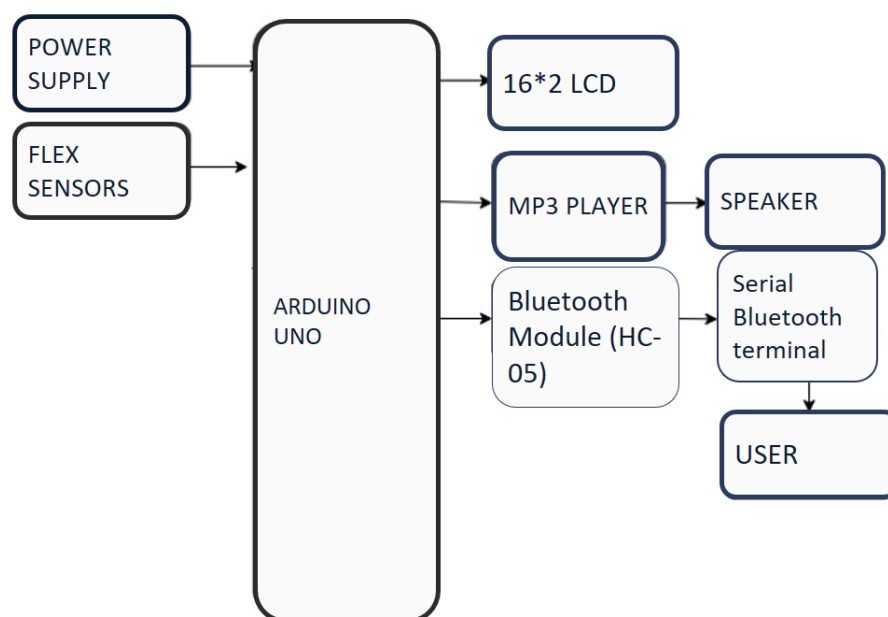 POWER
SUPPLY
FLEX
SENSORS
ARDUINO
UNO
16*2 LCD
MP3 PLAYER
SPEAKER
Bluetooth
Module (HC-
05)
Serial
Bluetooth
terminal
USER